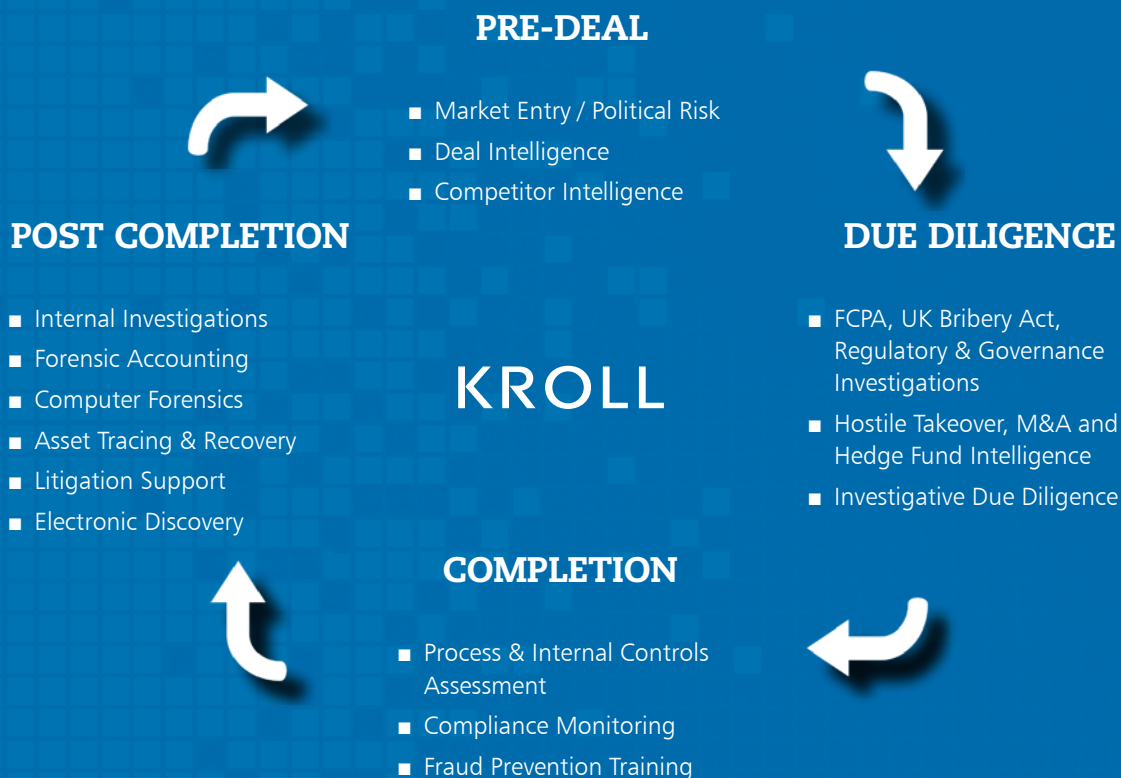 PRE-DEAL
■ Market Entry / Political Risk
■ Deal Intelligence
■ Competitor Intelligence
POST COMPLETION
■ Internal Investigations
■ Forensic Accounting
■ Computer Forensics
■ Asset Tracing & Recovery
■ Litigation Support
■ Electronic Discovery
KROLL
DUE DILIGENCE
■ FCPA, UK Bribery Act,
Regulatory & Governance
Investigations
■ Hostile Takeover, M&A and
Hedge Fund Intelligence
■ Investigative Due Diligence
COMPLETION
■ Process & Internal Controls
Assessment
■ Compliance Monitoring
■ Fraud Prevention Training